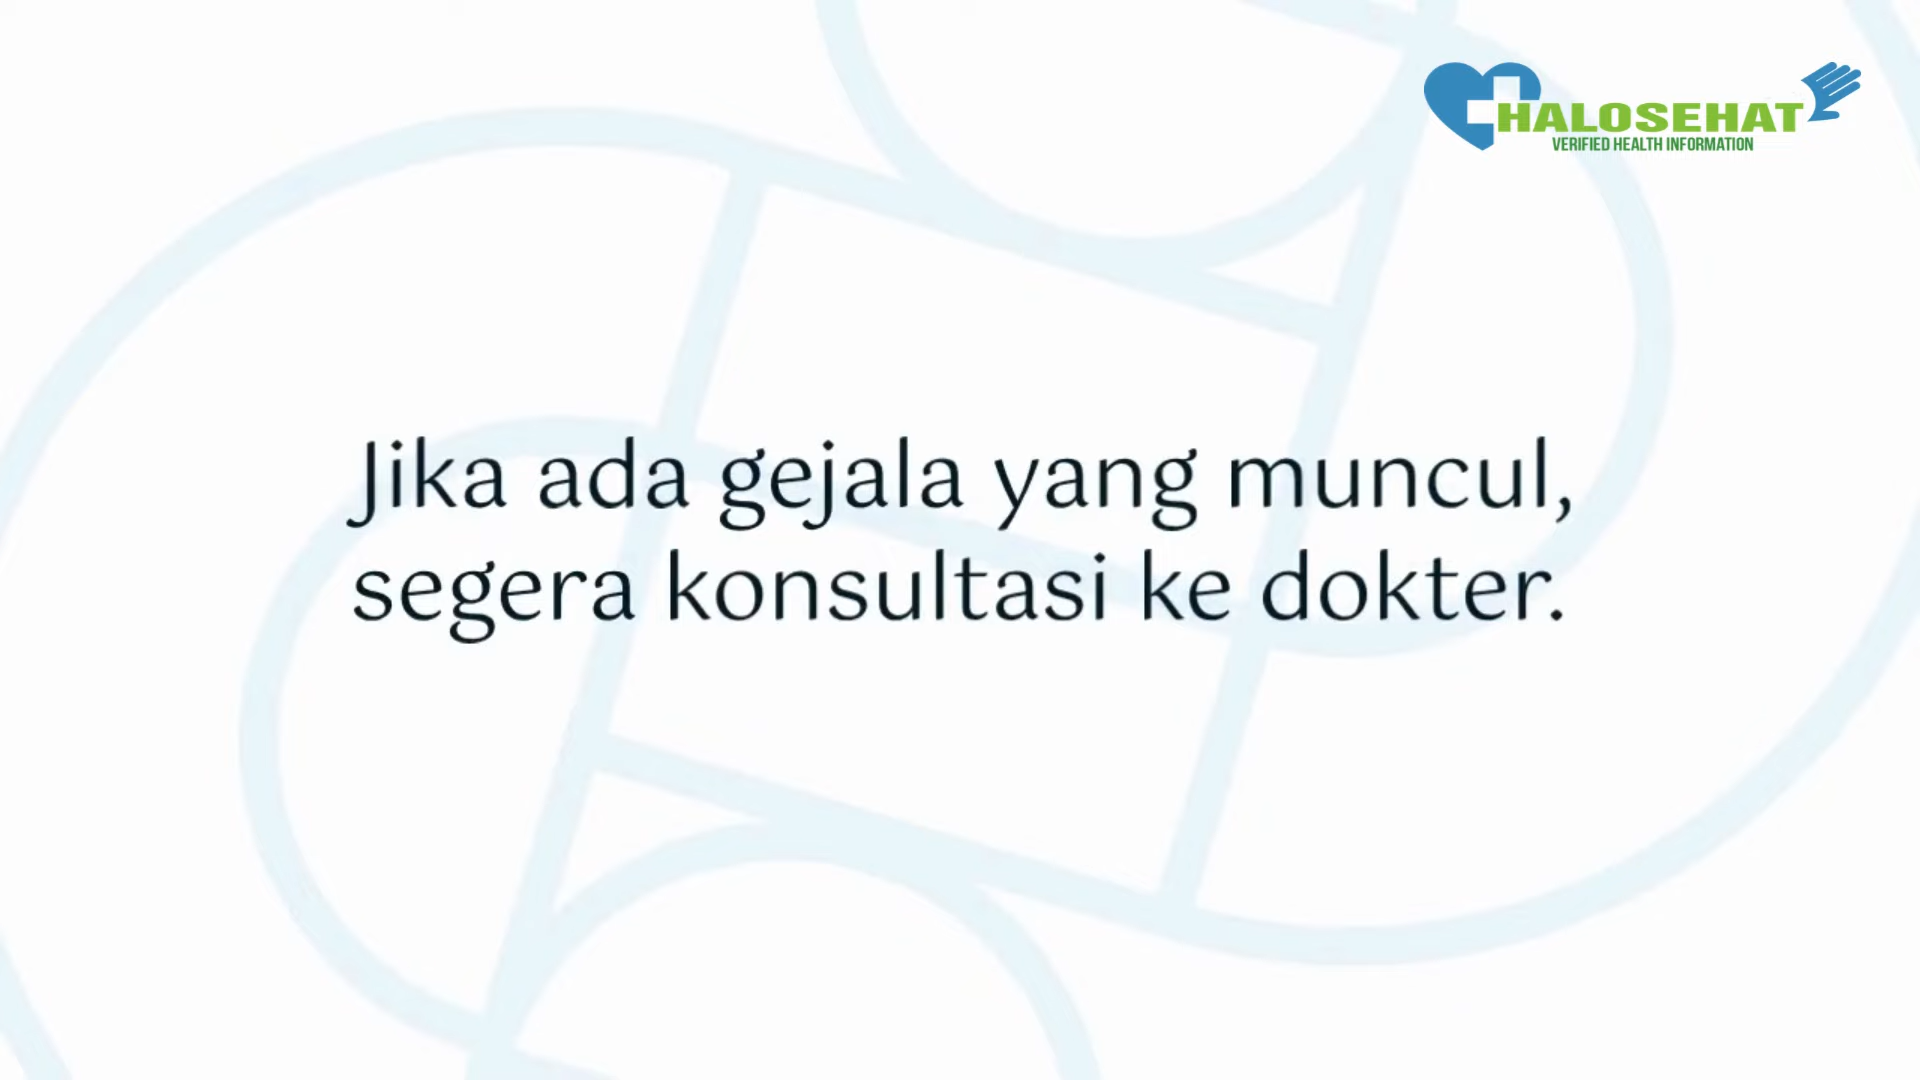 HALOSEHAT
VERIFIED HEALTH INFORMATION
Jika ada gejala yang muncul,
segera konsultasi ke dokter.